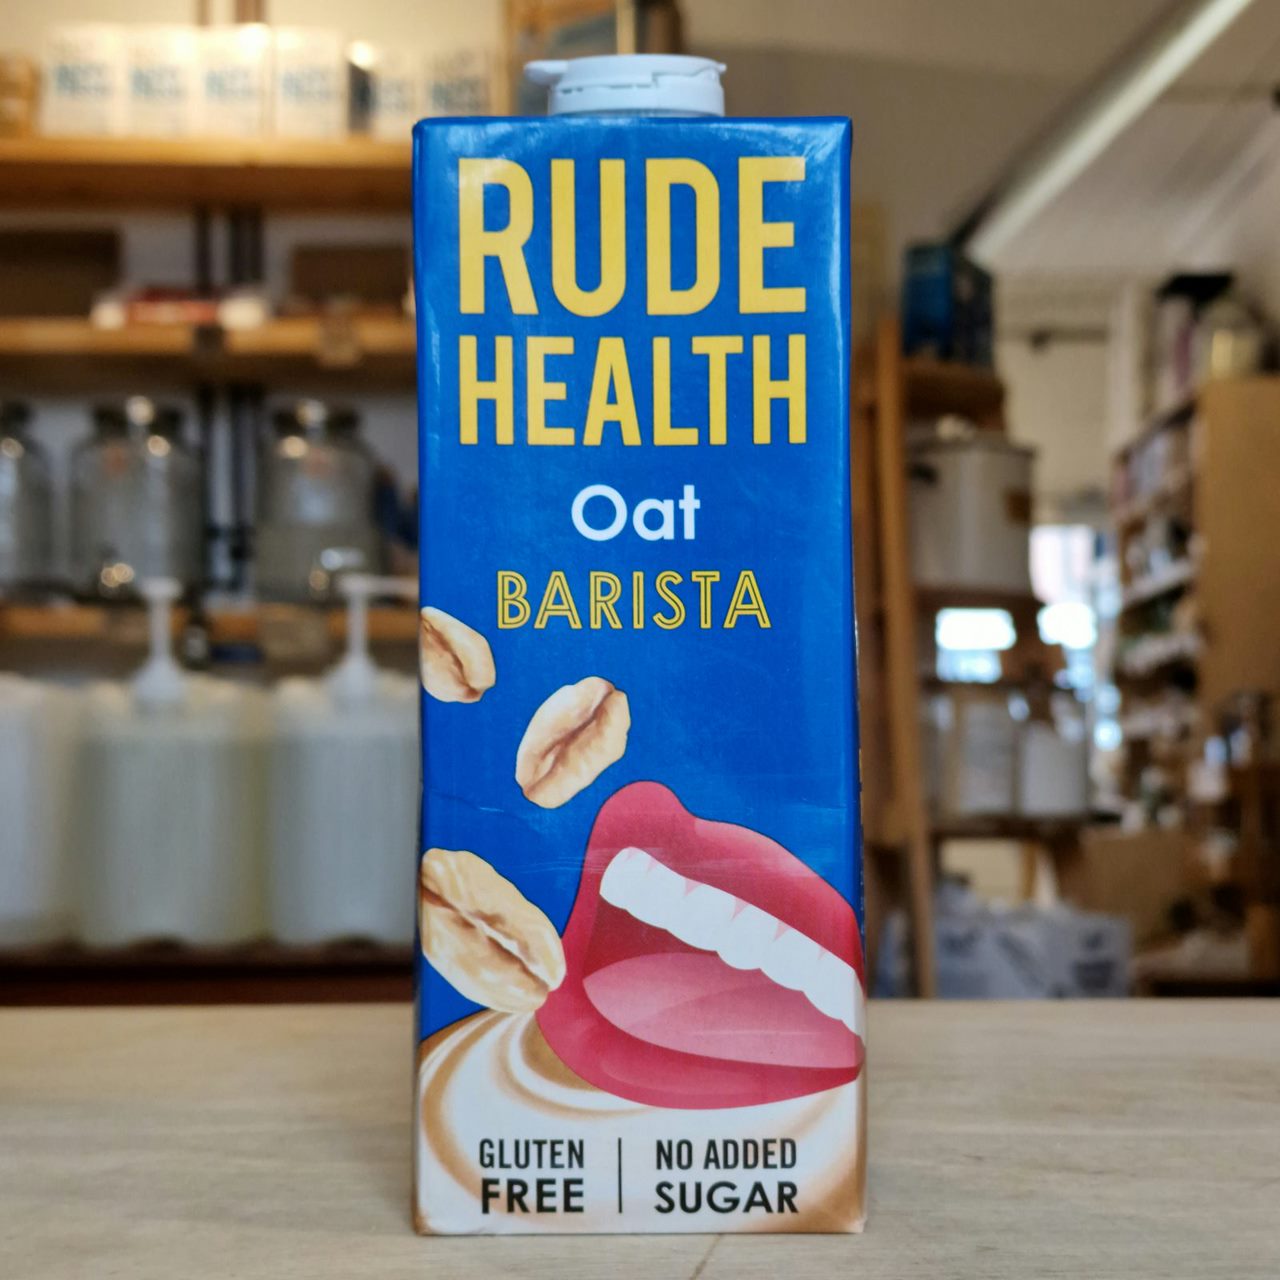 RUDE
HEALTH
Oat
BARISTA
GLUTEN
FREE
NO ADDED
SUGAR